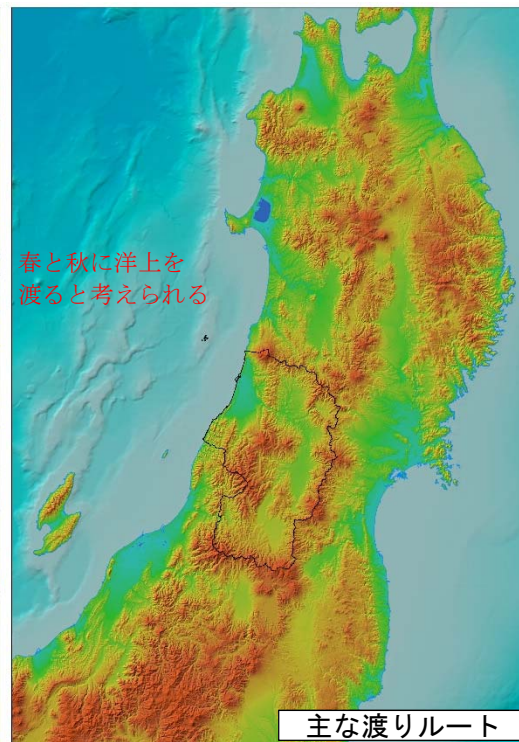 春と秋に洋上を
渡ると考えられる
主な渡りルート